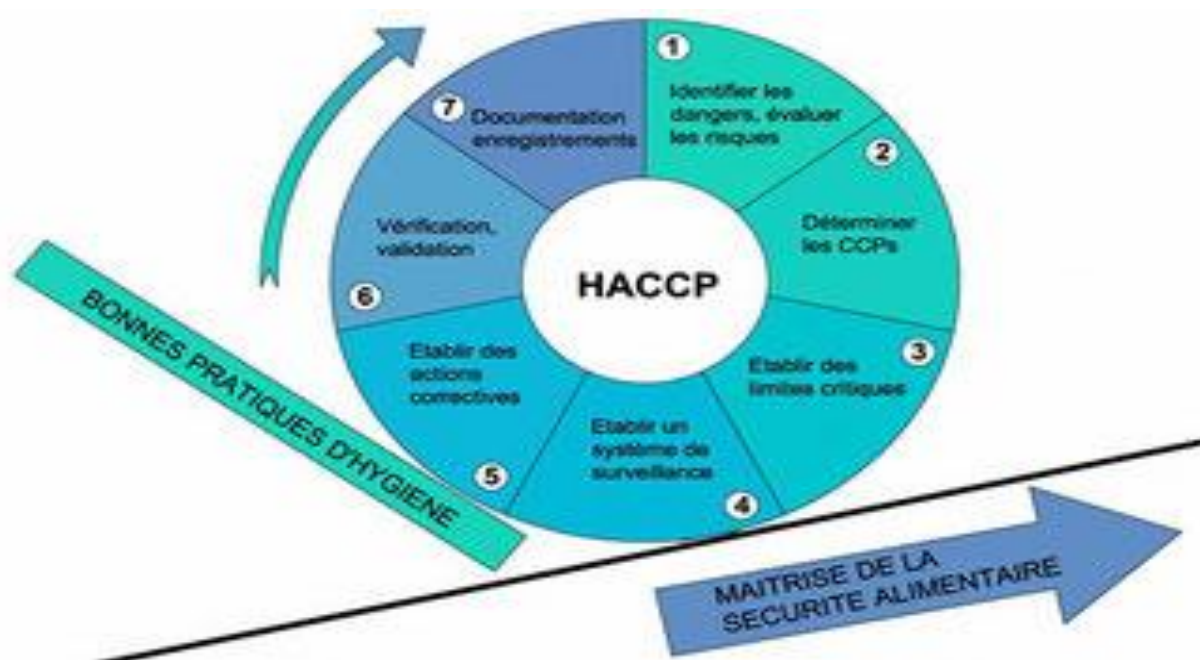 1
Identifier les
dangers, évaluer
les risques
2
Déterminer
les CCPs
3
Etablir des
limites critiques
4
Etablir un
système de
surveillance
5
Etablir des
actions
correctives
6
Vérification,
validation
7
Documentation
enregistrements
HACCP
BONNES PRATIQUES D'HYGIENE
MAITRISE DE LA
SECURITE ALIMENTAIRE